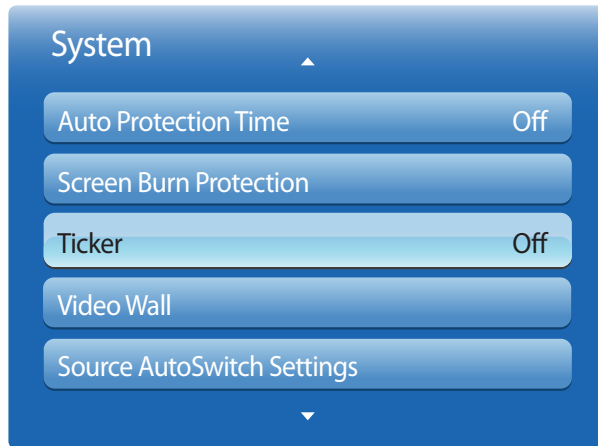 System
Auto Protection Time Off
Screen Burn Protection
Ticker Off
Video Wall
Source AutoSwitch Settings